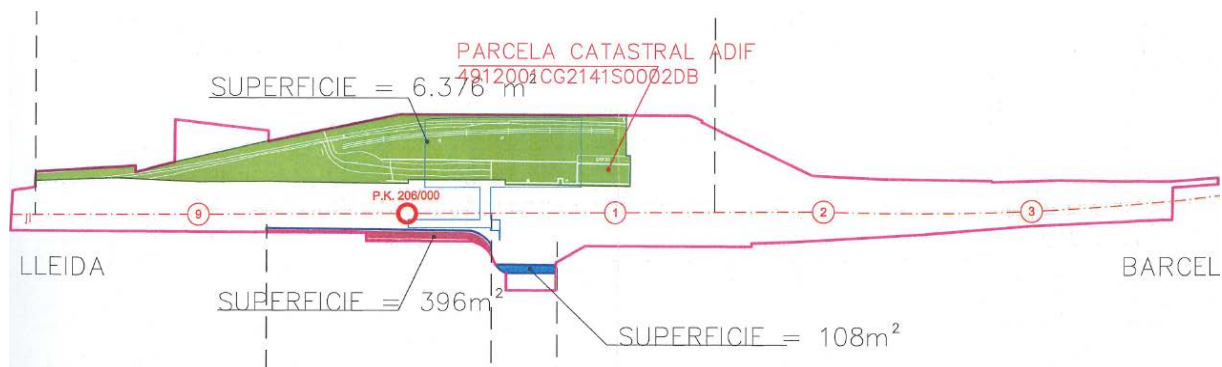 PARCELA CATASTRAL ADIF
4912001CG2141S0002DB
SUPERFICIE = 6.376 m²
P.K. 206/000
9
1
2
3
LLEIDA
BARCEL
SUPERFICIE = 396m²
SUPERFICIE = 108m²